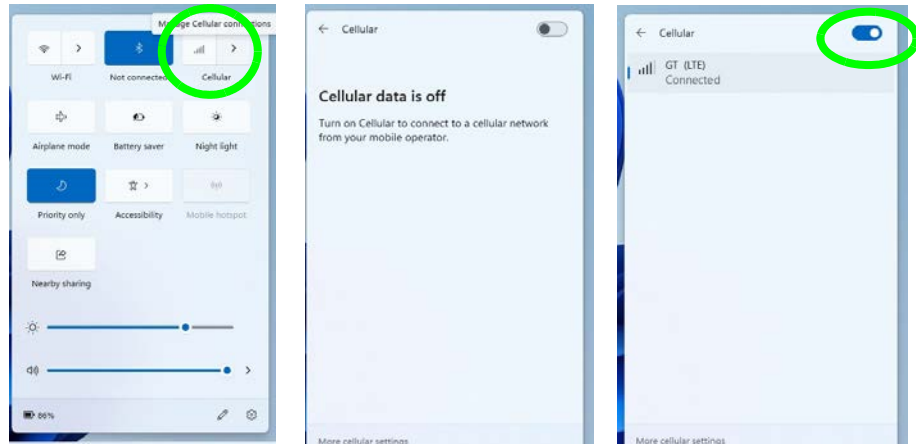 Manage Cellular connections
Wi-Fi
Not connected
Cellular
Airplane mode
Battery saver
Night light
Priority only
Accessibility
Mobile hotspot
Nearby sharing
86%
Cellular
Cellular data is off
Turn on Cellular to connect to a cellular network
from your mobile operator.
More cellular settings
Cellular
GT (LTE)
Connected
More cellular settings